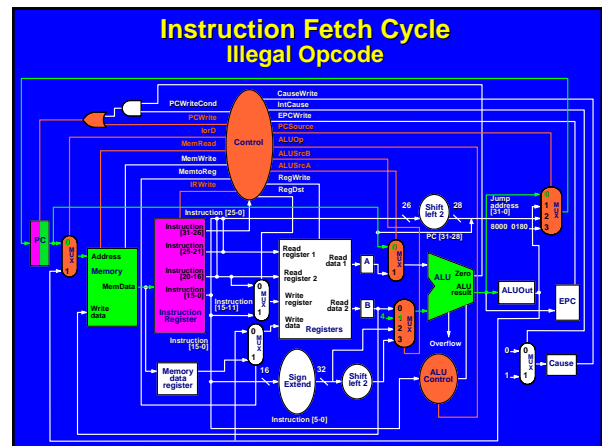 Instruction Fetch Cycle
Illegal Opcode
CauseWrite
IntCause
EPCWrite
PCSource
ALUOp
ALUSrcB
ALUSrcA
RegWrite
RegDst
PCWriteCond
PCWrite
IorD
MemRead
MemWrite
MemtoReg
IRWrite
Control
Instruction [25-0]
26
Shift
left 2
28
Jump
address
[31-0]
PC [31-28]
8000 0180
0
1
2
3
MUX
PC
0
MUX
1
Address
Memory
MemData
Write
data
Instruction
[31-26]
Instruction
[25-21]
Instruction
[20-16]
Instruction
[15-0]
Instruction
Register
Instruction
[15-11]
Instruction
[15-0]
0
MUX
1
0
MUX
1
Read
register 1
Read
register 2
Write
register
Write
data
Read
data 1
Read
data 2
Registers
A
B
0
MUX
1
4
0
1
2
3
MUX
ALU
Zero
ALU
result
Overflow
ALUOut
EPC
Memory
data
register
16
Sign
Extend
32
Shift
left 2
ALU
Control
Instruction [5-0]
0
1
0
MUX
1
Cause